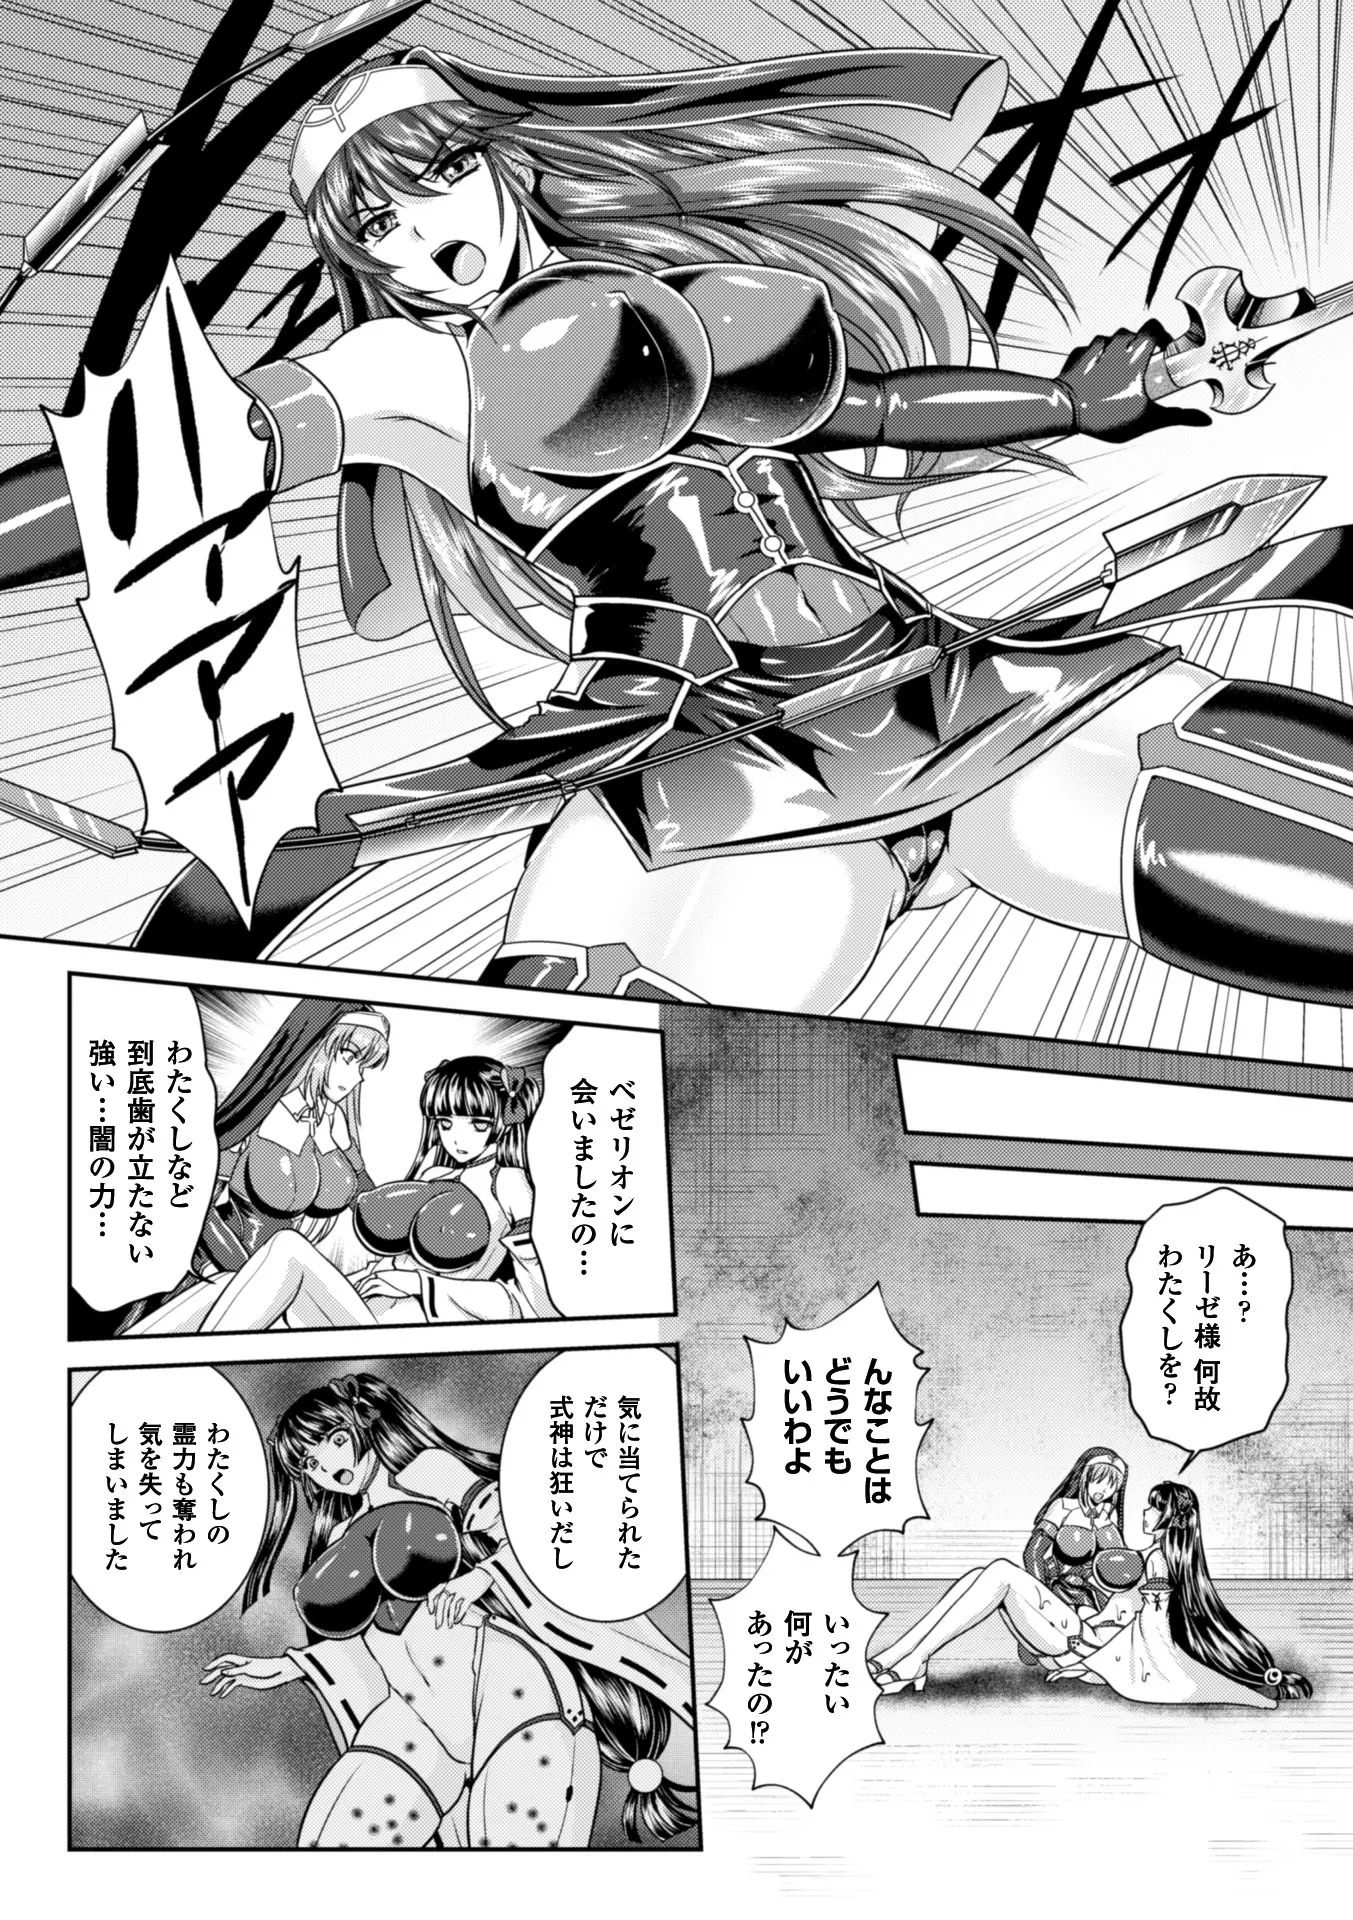 リーアアア
あ…?
リーゼ様 何故
わたくしを?
んなことは
どうでも
いいわよ
いったい
何が
あったの!?
ベゼリオンに
会いましたの…
わたくしなど
到底歯が立たない
強い…闇の力…
気に当てられた
だけで
式神は狂いだし
わたくしの
霊力も奪われ
気を失って
しまいました